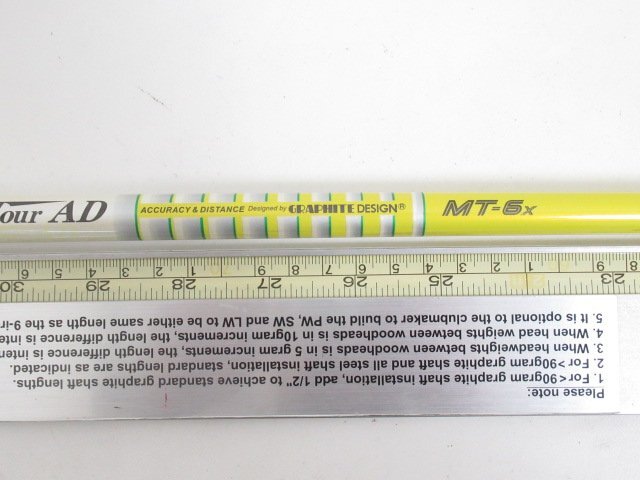 Tour AD
ACCURACY & DISTANCE Designed by GRAPHITE DESIGN®
MT-6x
Please note:
1. For <90gram graphite shaft installation, add 1/2" to achieve standard graphite shaft lengths.
2. For >90gram graphite shaft and all steel shaft installation, standard lengths are as indicated.
3. When headweights between woodheads is in 5 gram increments, the length difference is
4. When head weights between woodheads is in 10gram increments, the length difference is
5. It is optional to the clubmaker to build the PW, SW and LW to be either same length as the
23 24 25 26 27 28 29 30